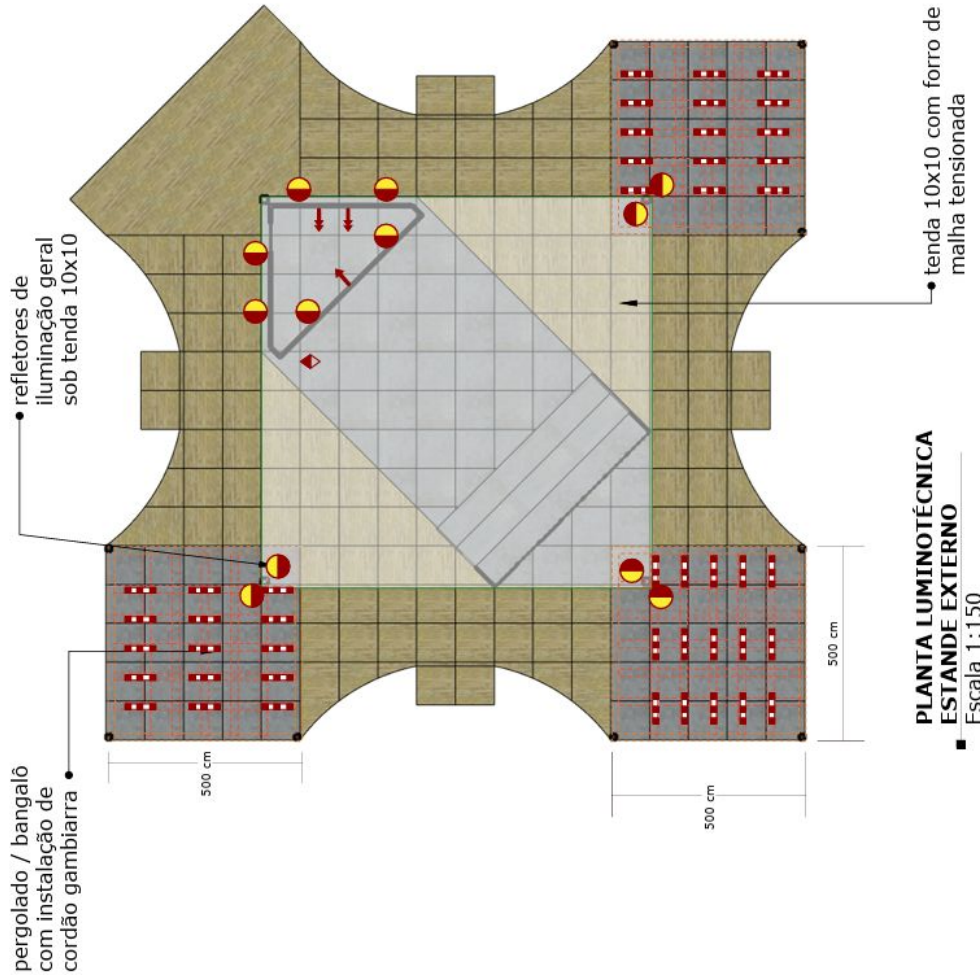 pergolado / bangalô
com instalação de
cordão gambiarra
refletores de
iluminação geral
sob tenda 10x10
500 cm
500 cm
500 cm
tenda 10x10 com forro de
malha tensionada
PLANTA LUMINOTÉCNICA
ESTANDE EXTERNO
Escala 1:150